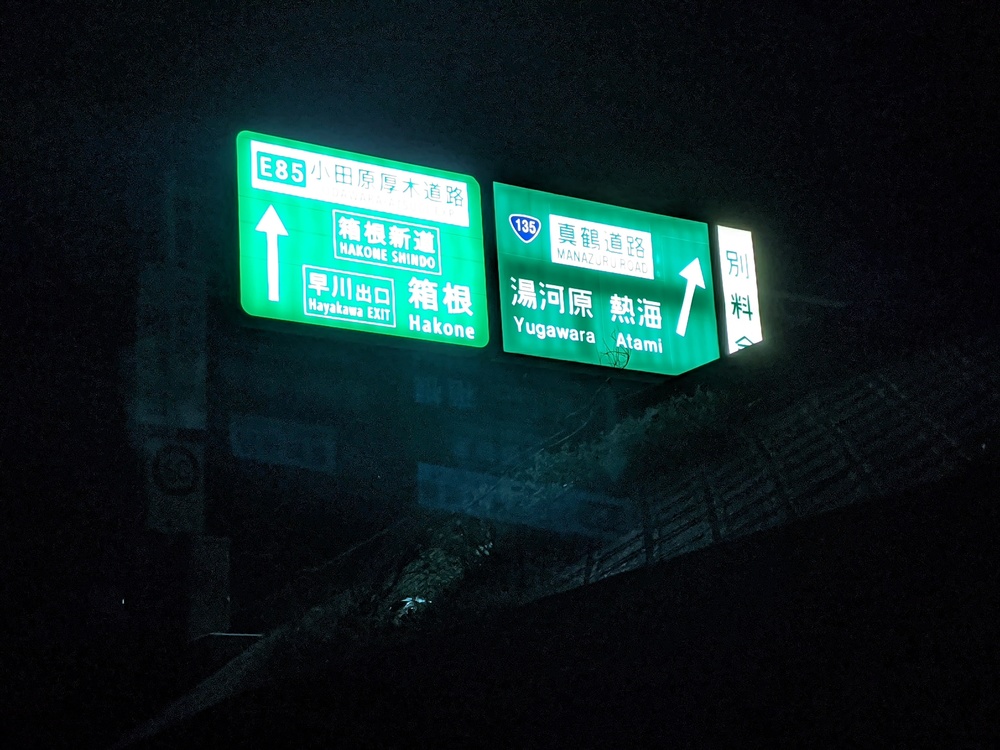 E85 小田原厚木道路
箱根新道
HAKONE SHINDO
早川出口
Hayakawa EXIT
箱根
Hakone
135
真鶴道路
MANAZURU ROAD
湯河原 熱海
Yugawara Atami
別
料